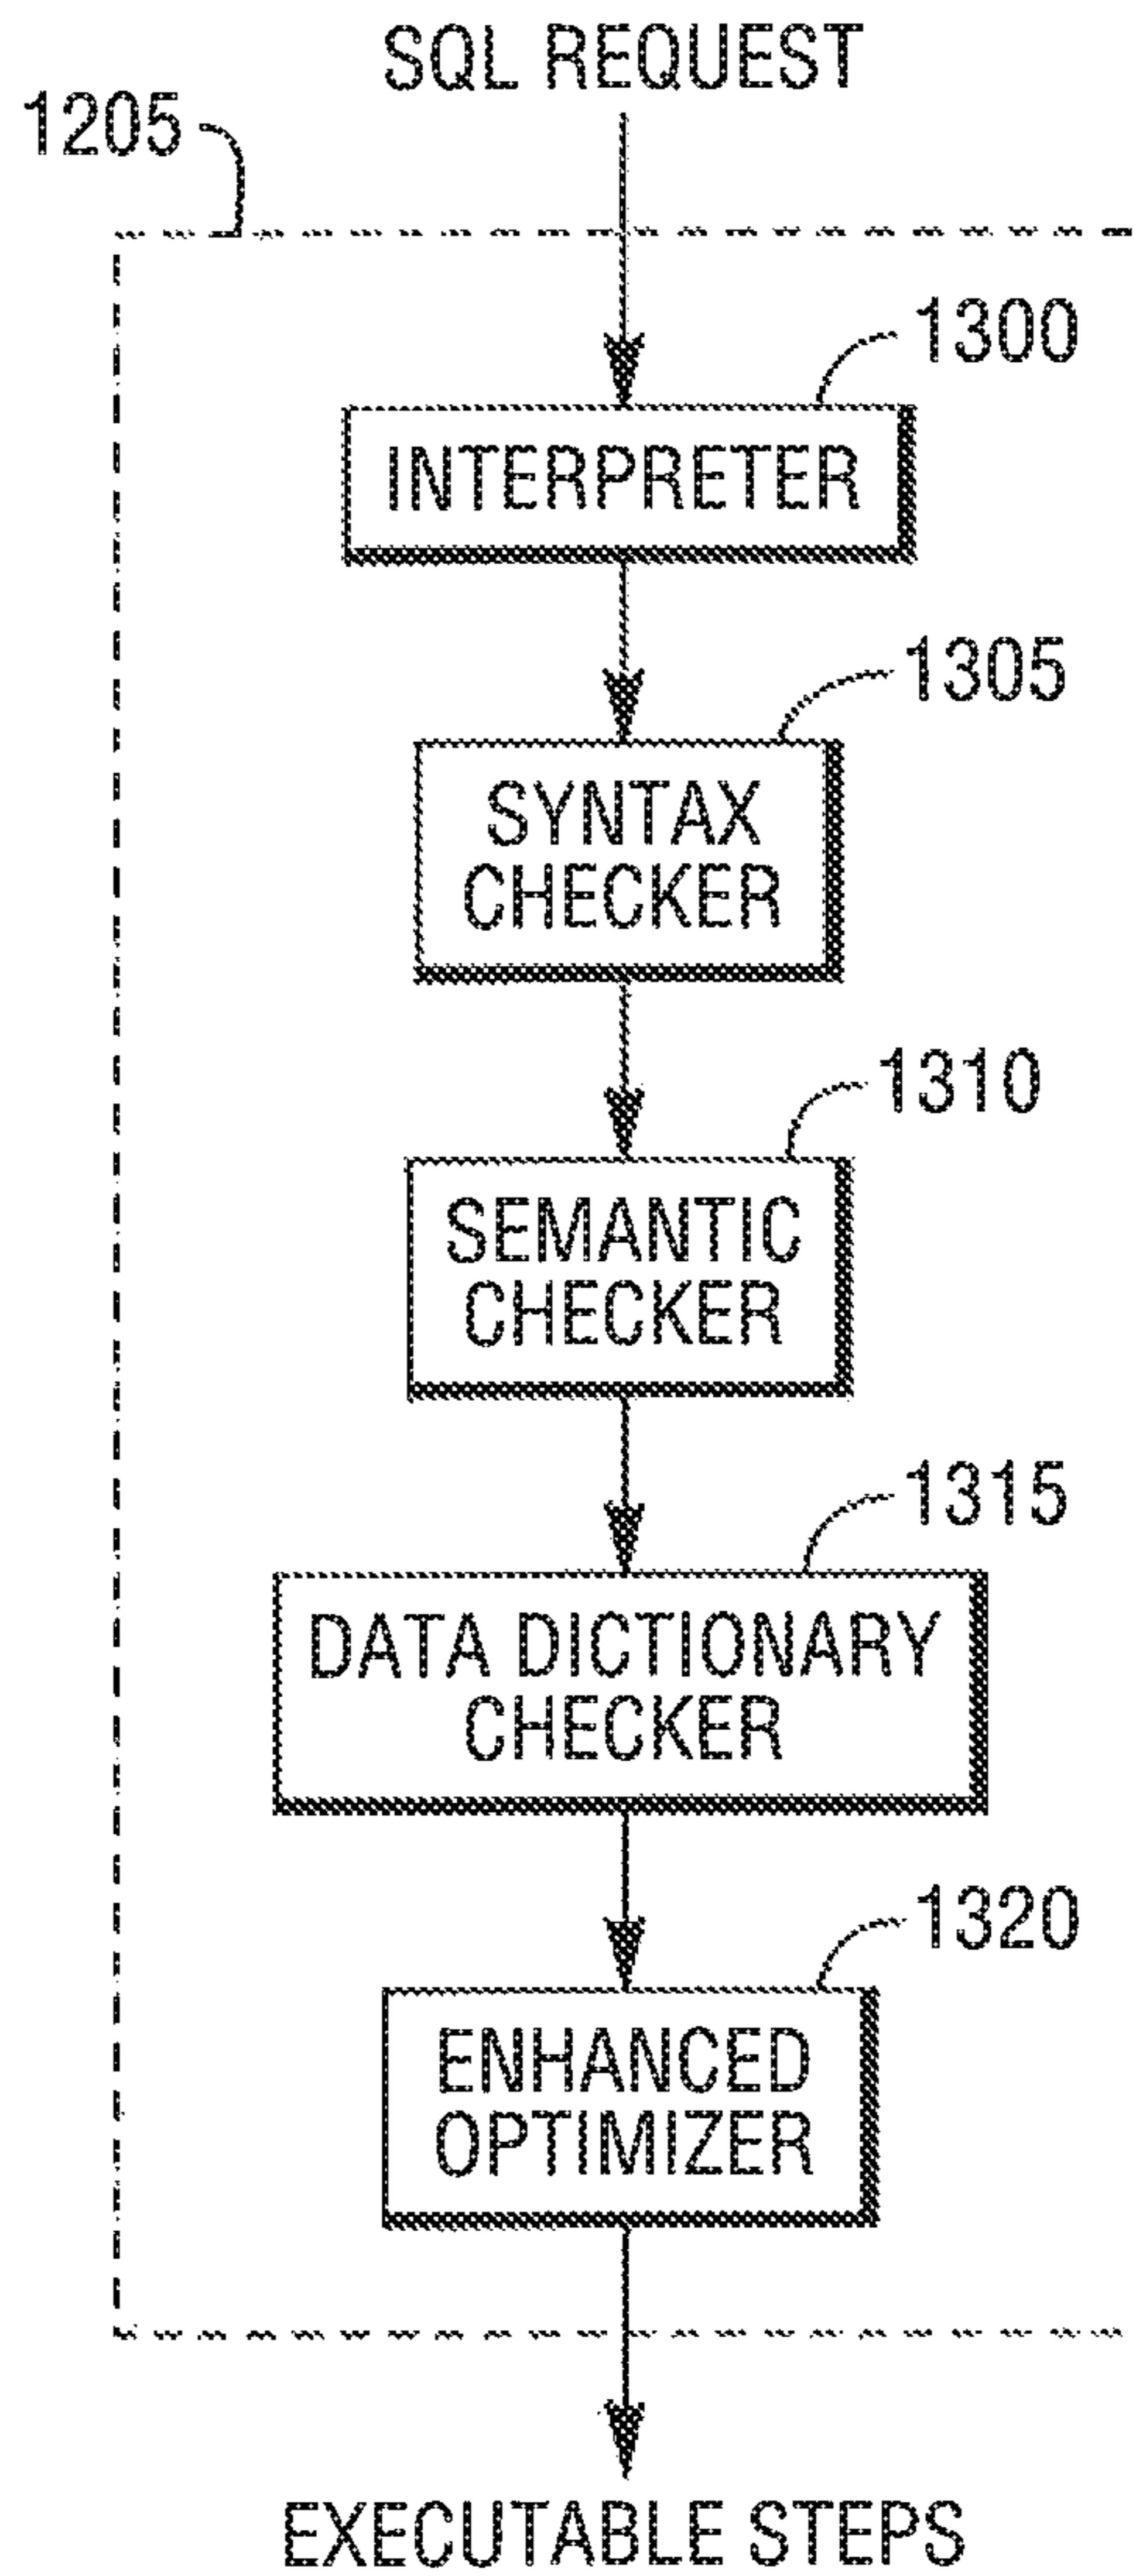 SQL REQUEST
1205
1300
INTERPRETER
1305
SYNTAX
CHECKER
1310
SEMANTIC
CHECKER
1315
DATA DICTIONARY
CHECKER
1320
ENHANCED
OPTIMIZER
EXECUTABLE STEPS